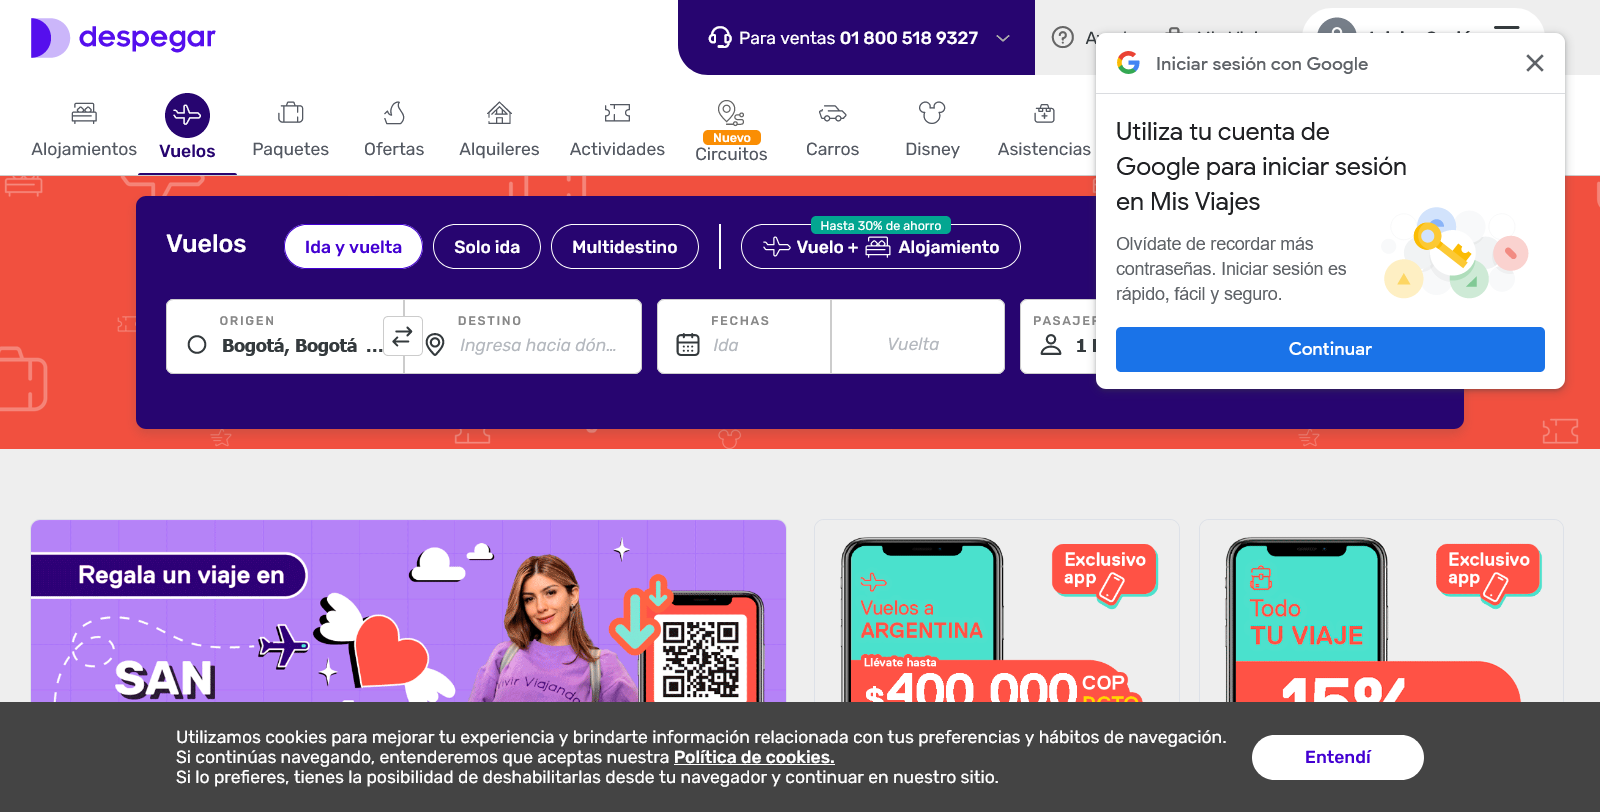 despegar
Para ventas 01 800 518 9327
Alojamientos
Vuelos
Paquetes
Ofertas
Alquileres
Actividades
Nuevo
Circuitos
Carros
Disney
Asistencias
Iniciar sesión con Google
Utiliza tu cuenta de
Google para iniciar sesión
en Mis Viajes
Olvídate de recordar más
contraseñas. Iniciar sesión es
rápido, fácil y seguro.
Continuar
Vuelos
Ida y vuelta
Solo ida
Multidestino
Hasta 30% de ahorro
Vuelo + Alojamiento
ORIGEN
Bogotá, Bogotá ...
DESTINO
Ingresa hacia dón...
FECHAS
Ida
Vuelta
PASAJER
1
Regala un viaje en
SAN
Vivir Viajando
Exclusivo
app
Vuelos a
ARGENTINA
Llévate hasta
$400.000 COP
DCTO
Exclusivo
app
Todo
TU VIAJE
15%
Utilizamos cookies para mejorar tu experiencia y brindarte información relacionada con tus preferencias y hábitos de navegación.
Si continúas navegando, entenderemos que aceptas nuestra Política de cookies.
Si lo prefieres, tienes la posibilidad de deshabilitarlas desde tu navegador y continuar en nuestro sitio.
Entendí